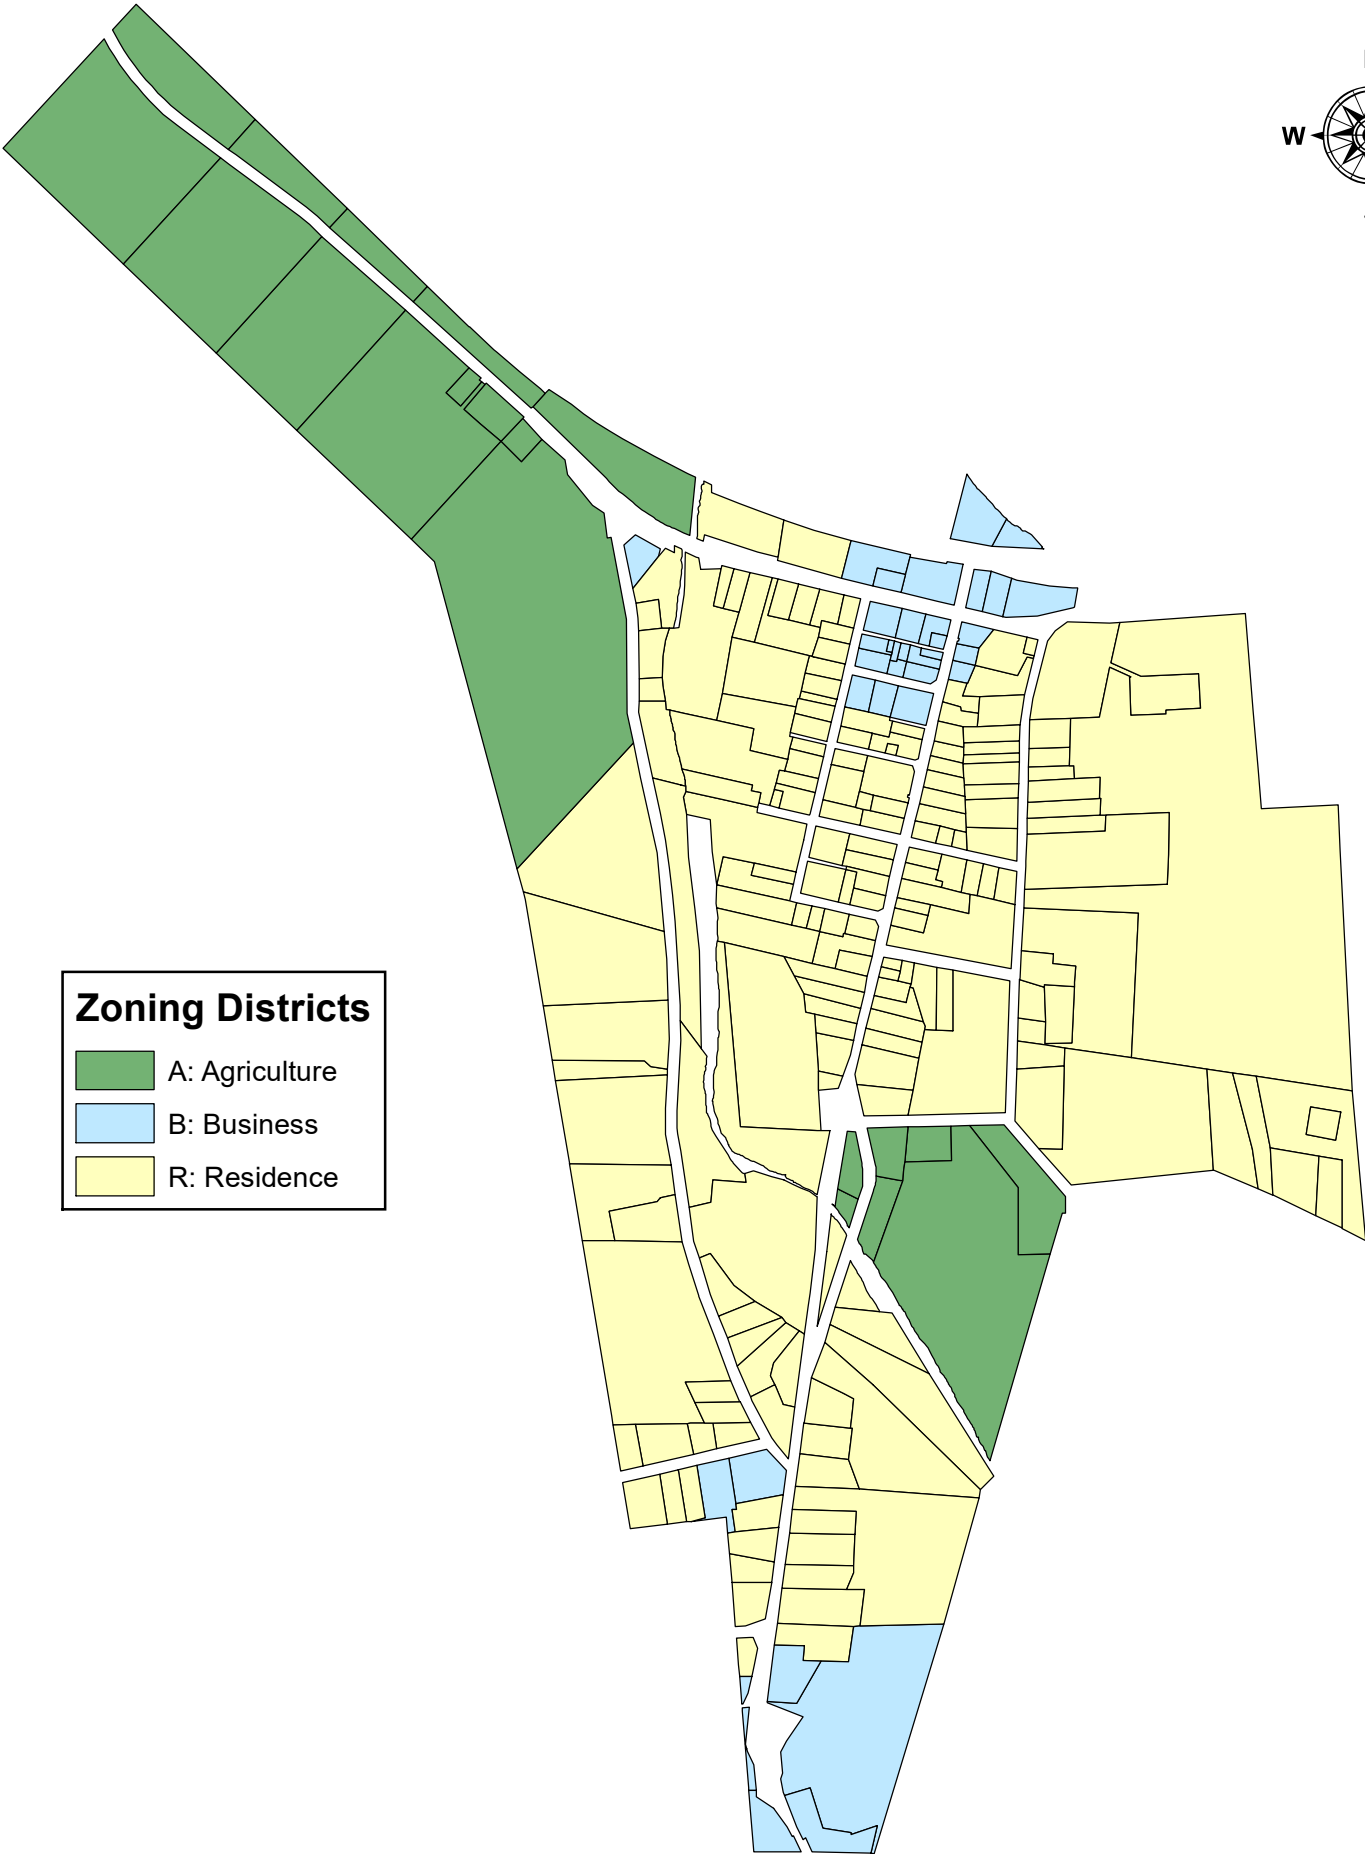 W
Zoning Districts
A: Agriculture
B: Business
R: Residence